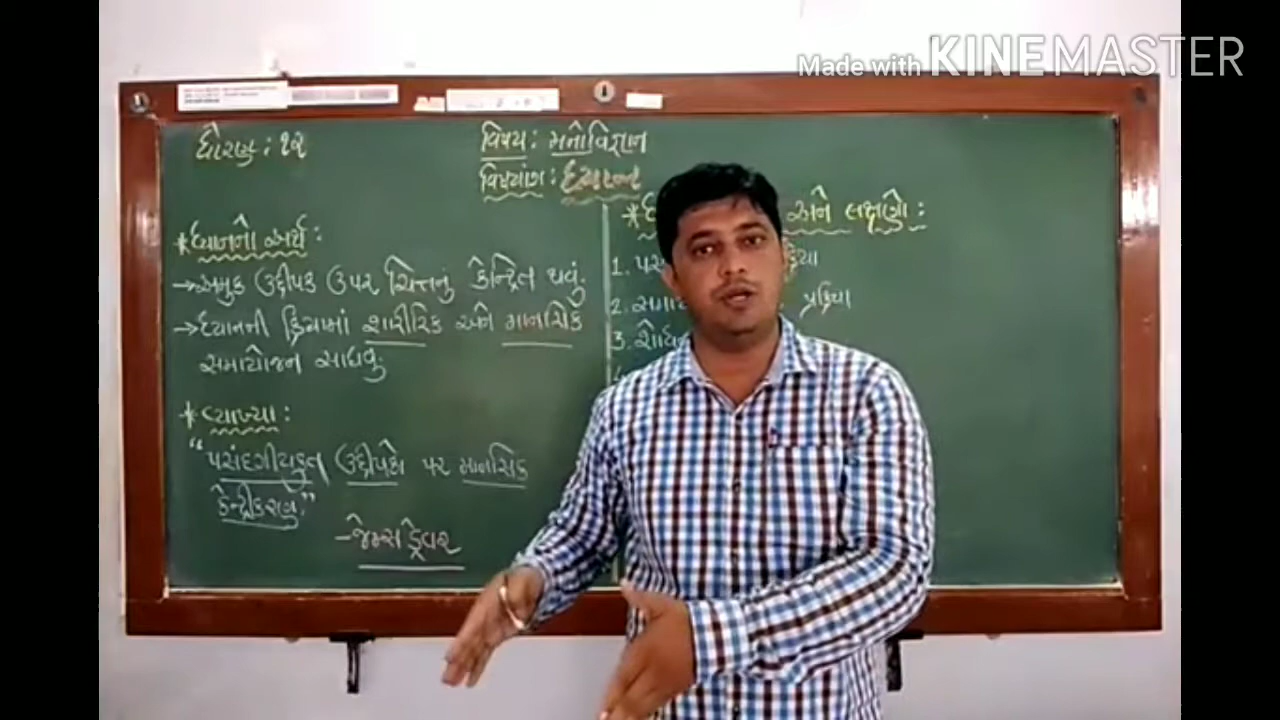 Made with KINEMASTER
ધોરણ : ૧૨
વિષય : મનોવિજ્ઞાન
વિષયાંગ : ધ્યાન
* ધ્યાનનો અર્થ :
→ અમુક ઉદ્દીપક ઉપર ચિત્તનું કેન્દ્રિત થવું.
→ ધ્યાનની ક્રિયામાં શારીરિક અને માનસિક
સમાયોજન સાધવું.
* વ્યાખ્યા :
“ પસંદગીયુક્ત ઉદ્દીપકો પર માનસિક
કેન્દ્રીકરણ.”
- જેમ્સ ડ્રેવર
* અને લક્ષણો :
1.
2. પ્રક્રિયા
3.